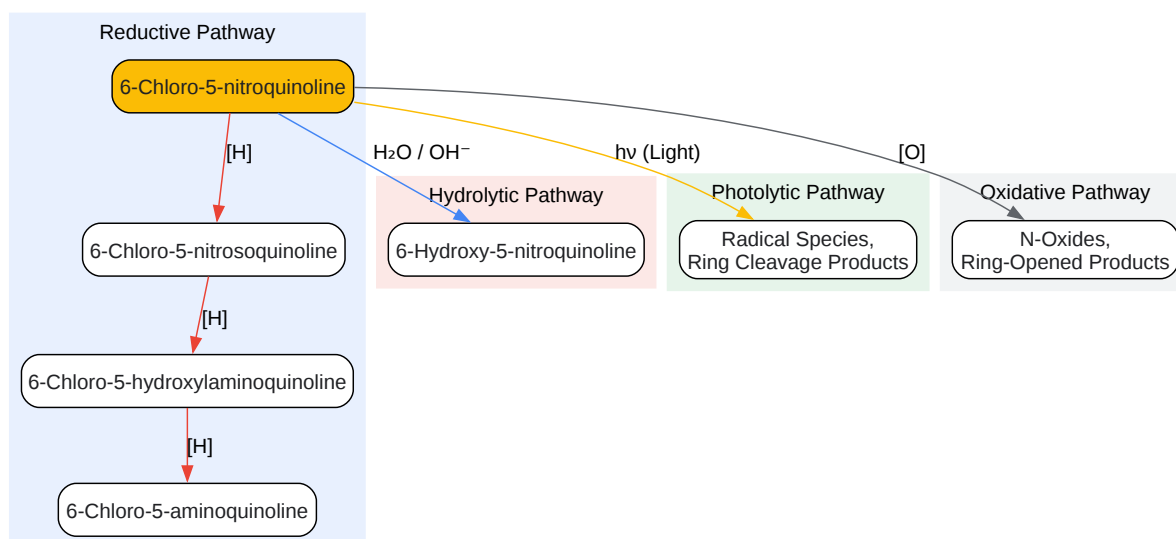 Reductive Pathway
6-Chloro-5-nitroquinoline
[H]
H₂O / OH⁻
hν (Light)
[O]
Hydrolytic Pathway
Photolytic Pathway
Oxidative Pathway
6-Chloro-5-nitrosoquinoline
6-Hydroxy-5-nitroquinoline
Radical Species,
Ring Cleavage Products
N-Oxides,
Ring-Opened Products
[H]
6-Chloro-5-hydroxylaminoquinoline
[H]
6-Chloro-5-aminoquinoline